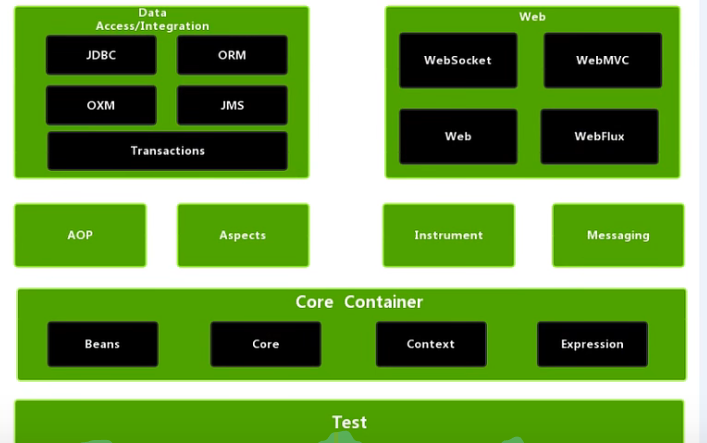 Data
Access/Integration
JDBC
ORM
OXM
JMS
Transactions
Web
WebSocket
WebMVC
Web
WebFlux
AOP
Aspects
Instrument
Messaging
Core Container
Beans
Core
Context
Expression
Test